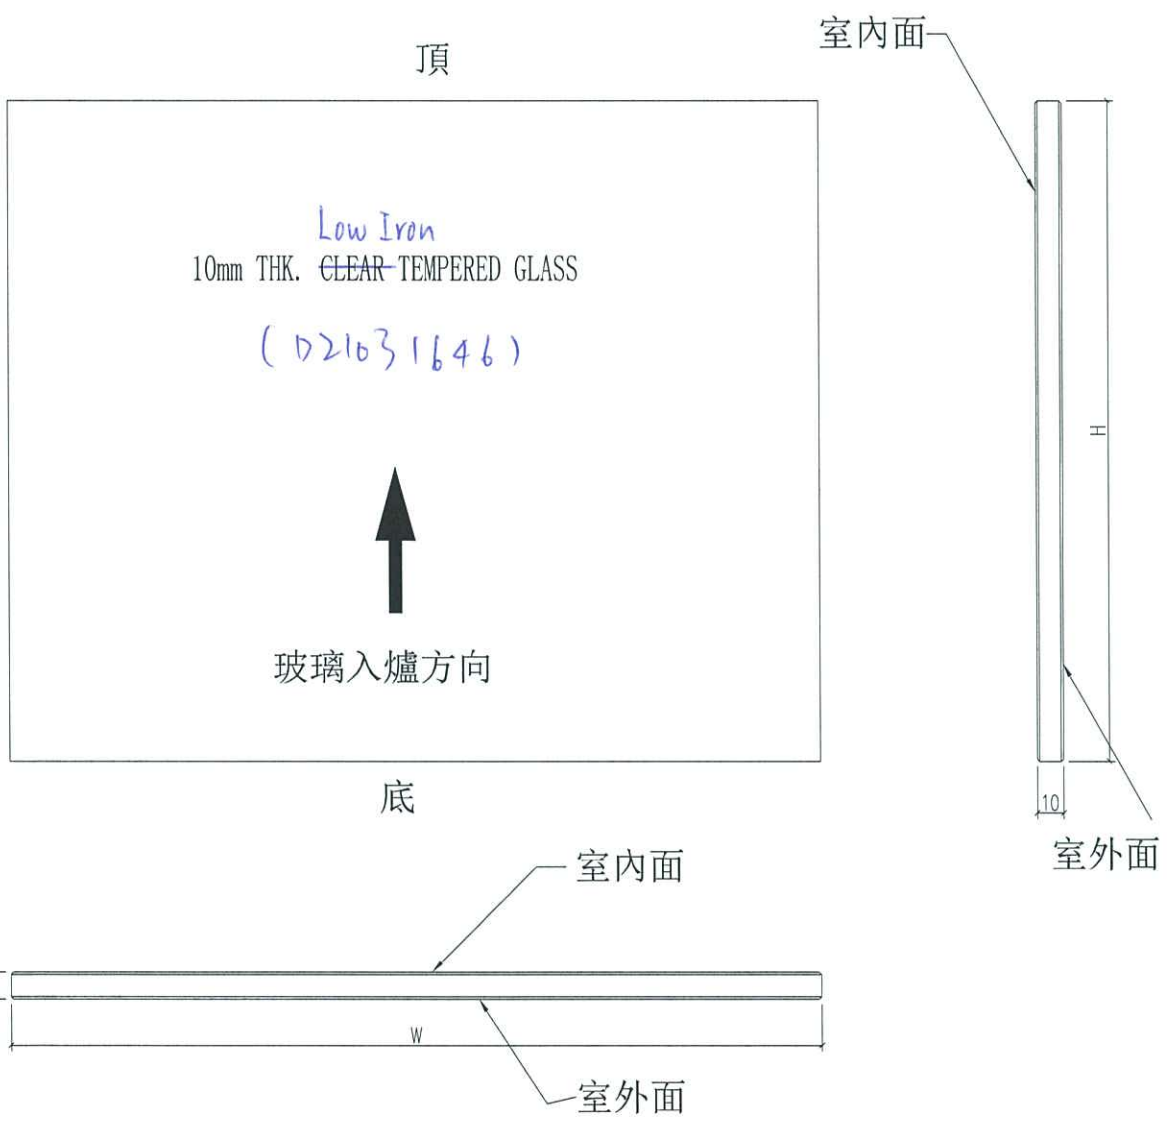 室內面
頂
Low Iron
10mm THK. CLEAR TEMPERED GLASS
(D21031646)
H
玻璃入爐方向
底
10
室外面
室內面
W
室外面